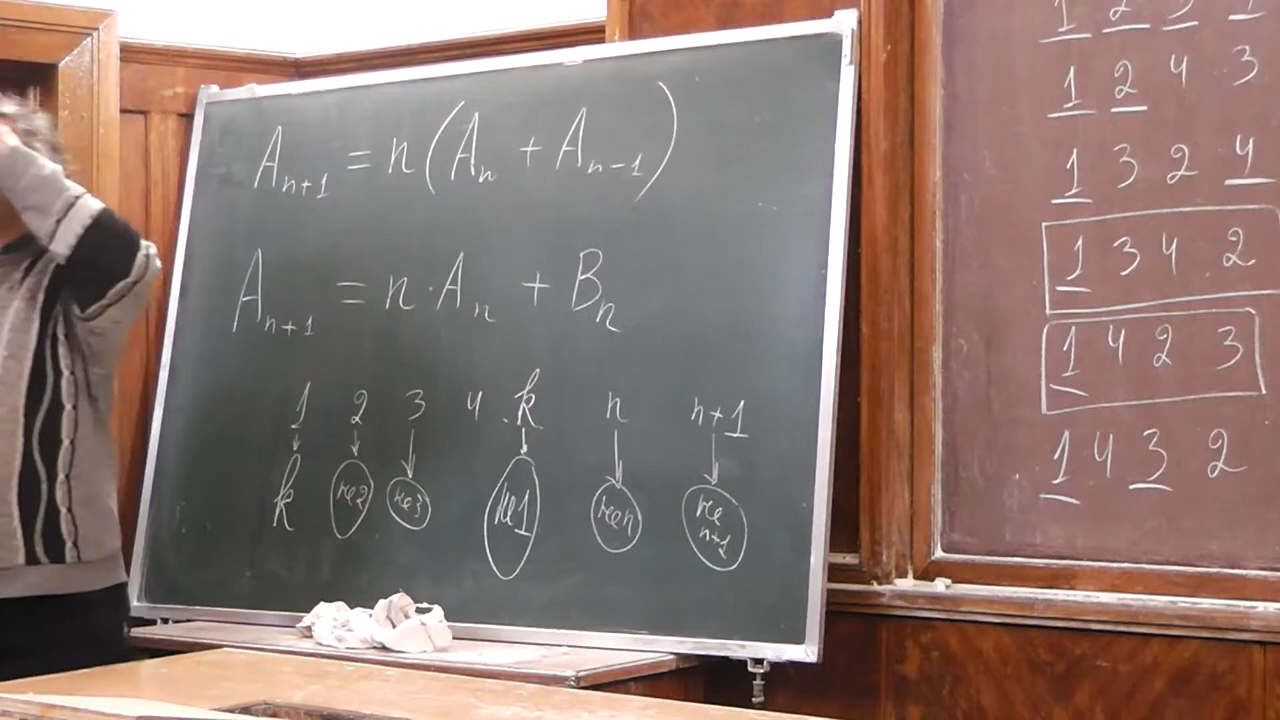 A_{n+1} = n(A_n + A_{n-1})
A_{n+1} = n·A_n + B_n
1 2 3 4 . k n n+1
↓ ↓ ↓ ↓ ↓ ↓
k не2 не3 не1 неn не n+1
1 2 3
1 2 4 3
1 3 2 4
1 3 4 2
1 4 2 3
1 4 3 2